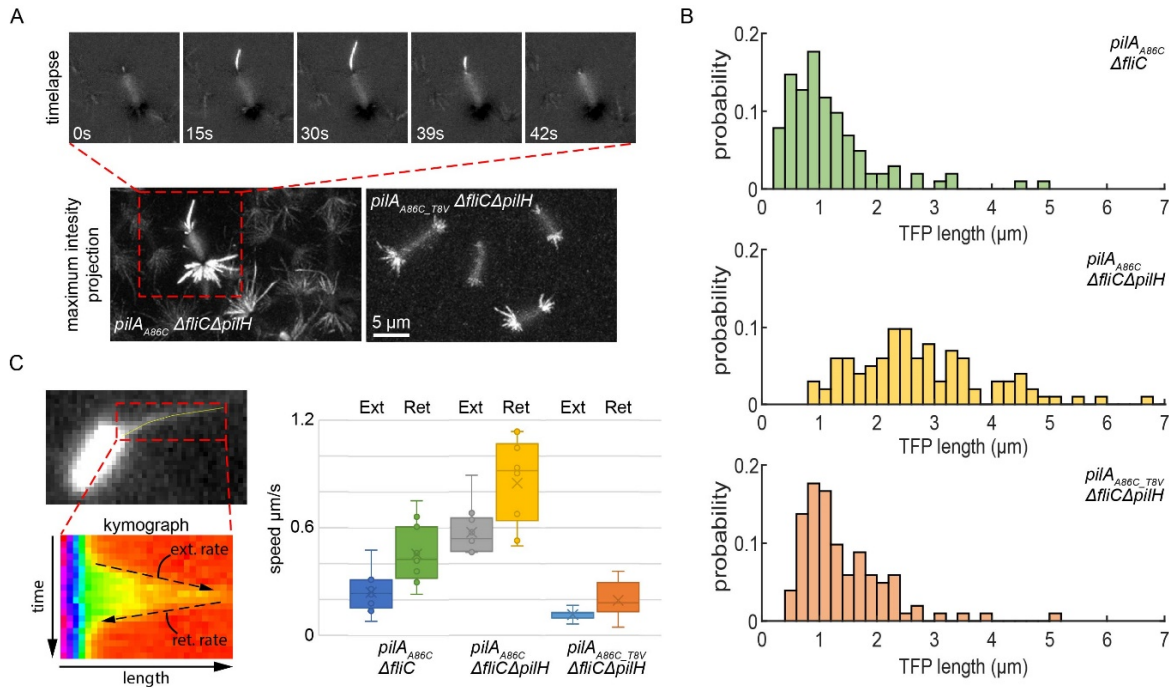 A
timelapse
0s
15s
30s
39s
42s
maximum intesity
projection
pilA_A86C ΔfliCΔpilH
pilA_A86C_T8V ΔfliCΔpilH
5 µm
B
0.2
0.1
0
probability
pilA_A86C
ΔfliC
0 1 2 3 4 5 6 7
TFP length (µm)
0.2
0.1
0
probability
pilA_A86C
ΔfliCΔpilH
0 1 2 3 4 5 6 7
TFP length (µm)
0.2
0.1
0
probability
pilA_A86C_T8V
ΔfliCΔpilH
0 1 2 3 4 5 6 7
TFP length (µm)
C
kymograph
ext. rate
ret. rate
time
length
Ext Ret Ext Ret Ext Ret
1.2
0.6
0
speed µm/s
pilA_A86C
ΔfliC
pilA_A86C
ΔfliCΔpilH
pilA_A86C_T8V
ΔfliCΔpilH